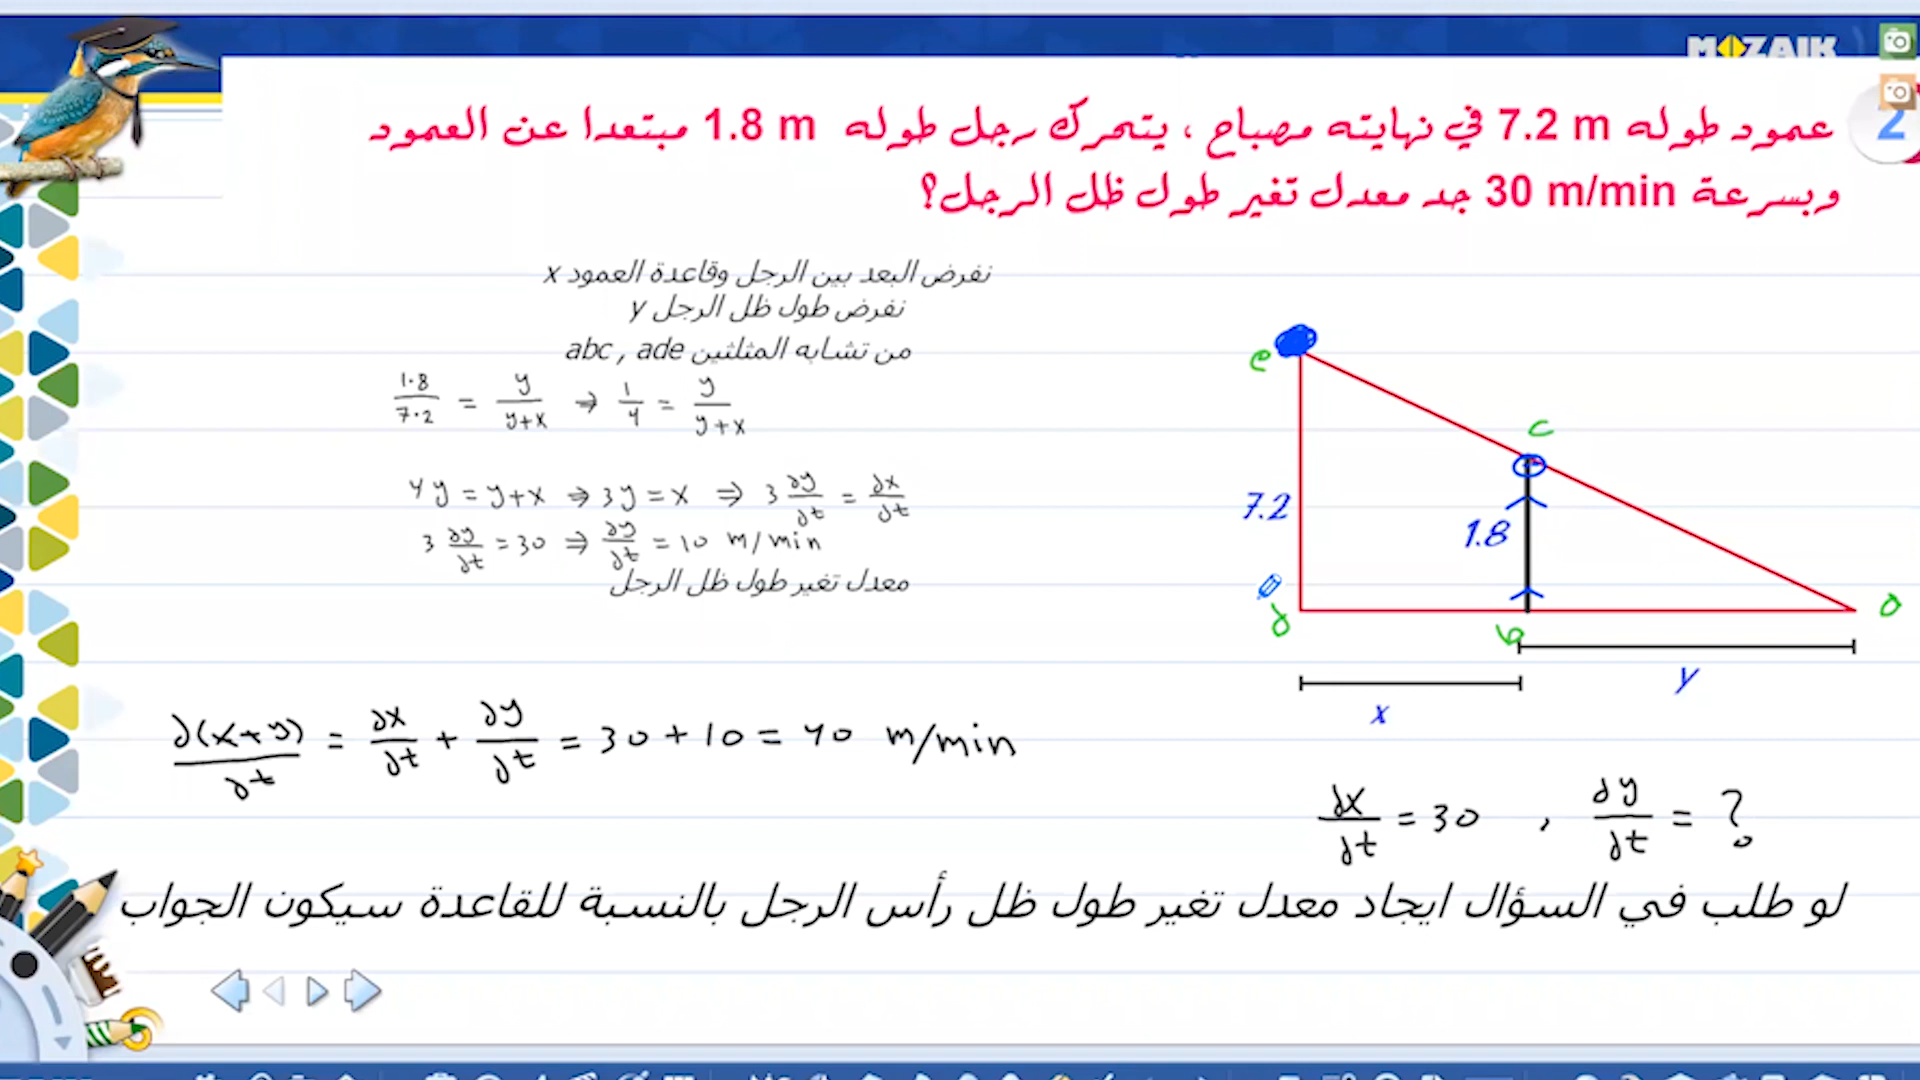 MOZAIK
2
عمود طوله 7.2 m في نهايته مصباح ، يتحرك رجل طوله 1.8 m مبتعدا عن العمود
وبسرعة 30 m/min جد معدل تغير طول ظل الرجل؟
نفرض البعد بين الرجل وقاعدة العمود x
نفرض طول ظل الرجل y
من تشابه المثلثين abc , ade
1.8/7.2 = y/y+x ⇒ 1/4 = y/y+x
4y = y+x ⇒ 3y = x ⇒ 3 dy/dt = dx/dt
3 dy/dt = 30 ⇒ dy/dt = 10 m/min
معدل تغير طول ظل الرجل
e
c
7.2
1.8
d
b
a
y
x
d(x+y)/dt = dx/dt + dy/dt = 30 + 10 = 40 m/min
dx/dt = 30 , dy/dt = ?
لو طلب في السؤال ايجاد معدل تغير طول ظل رأس الرجل بالنسبة للقاعدة سيكون الجواب